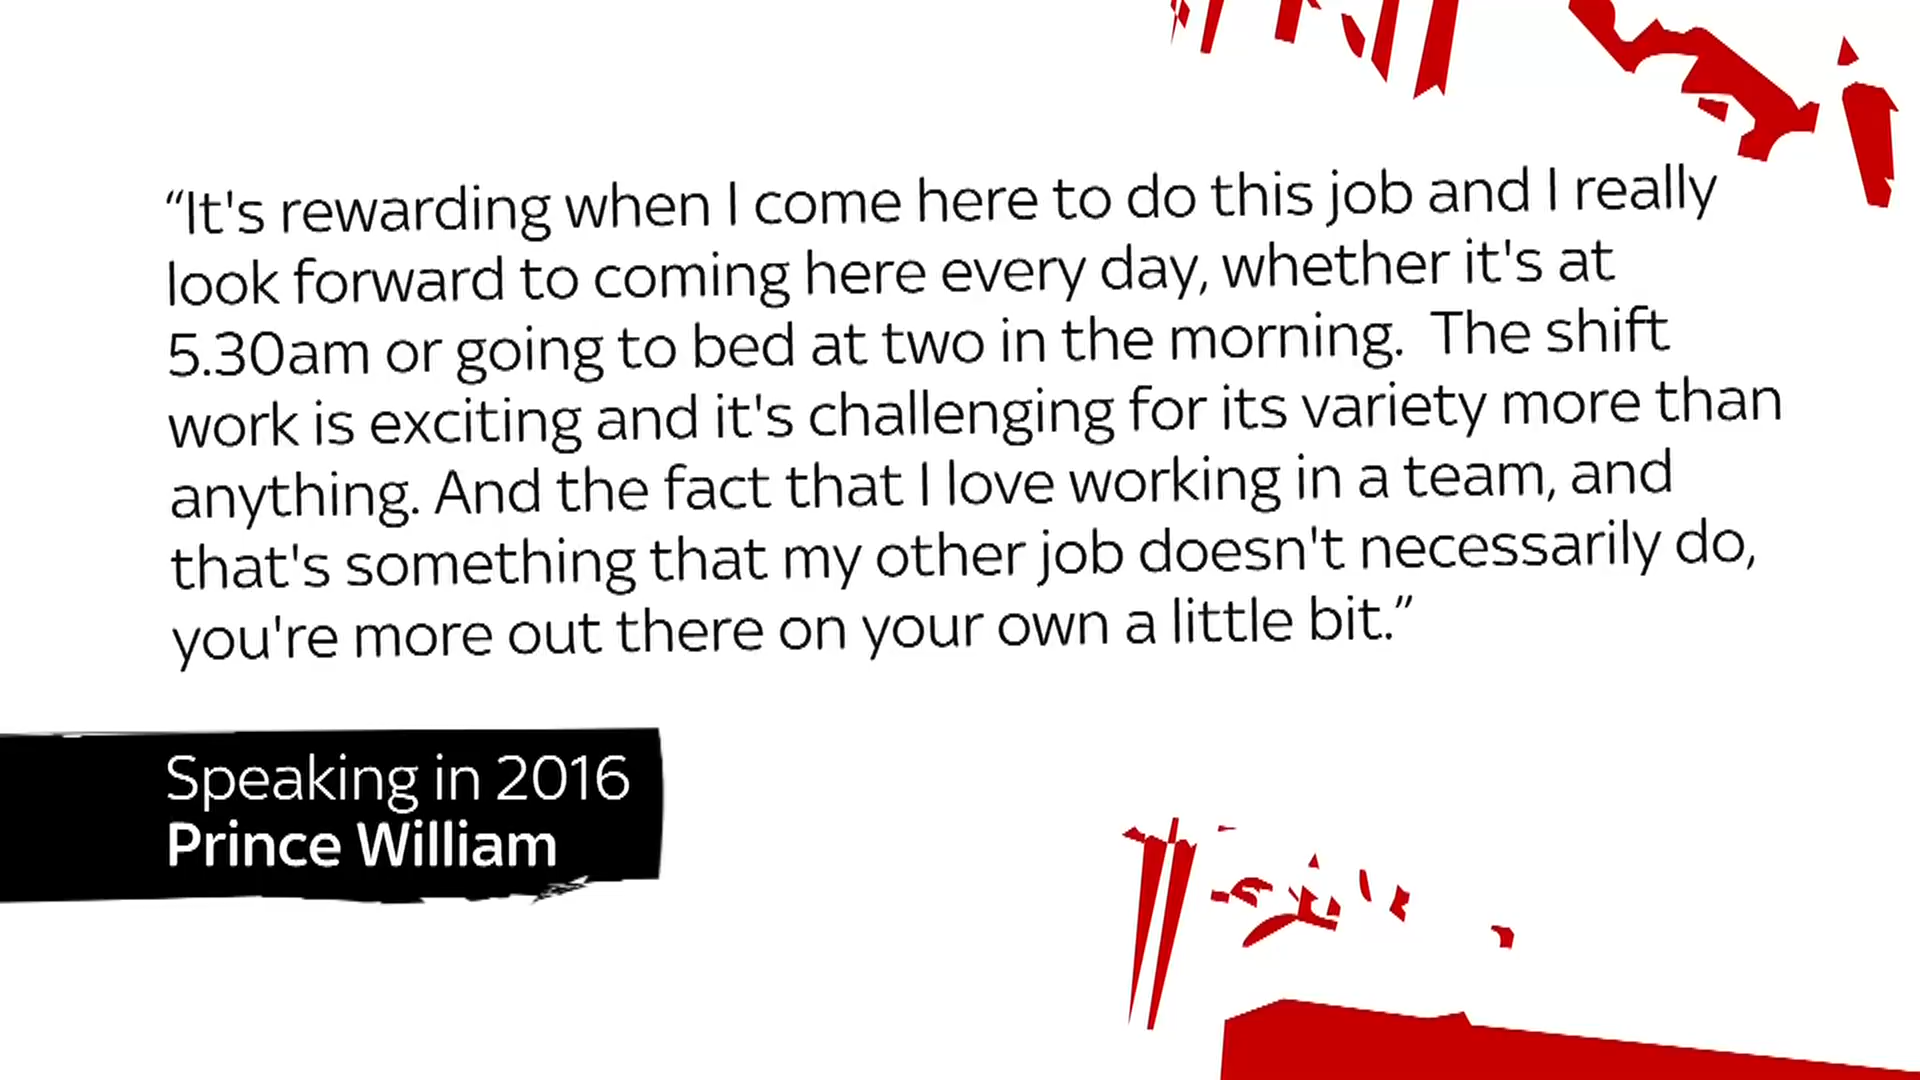 “It's rewarding when I come here to do this job and I really
look forward to coming here every day, whether it's at
5.30am or going to bed at two in the morning.  The shift
work is exciting and it's challenging for its variety more than
anything. And the fact that I love working in a team, and
that's something that my other job doesn't necessarily do,
you're more out there on your own a little bit.”
Speaking in 2016
Prince William